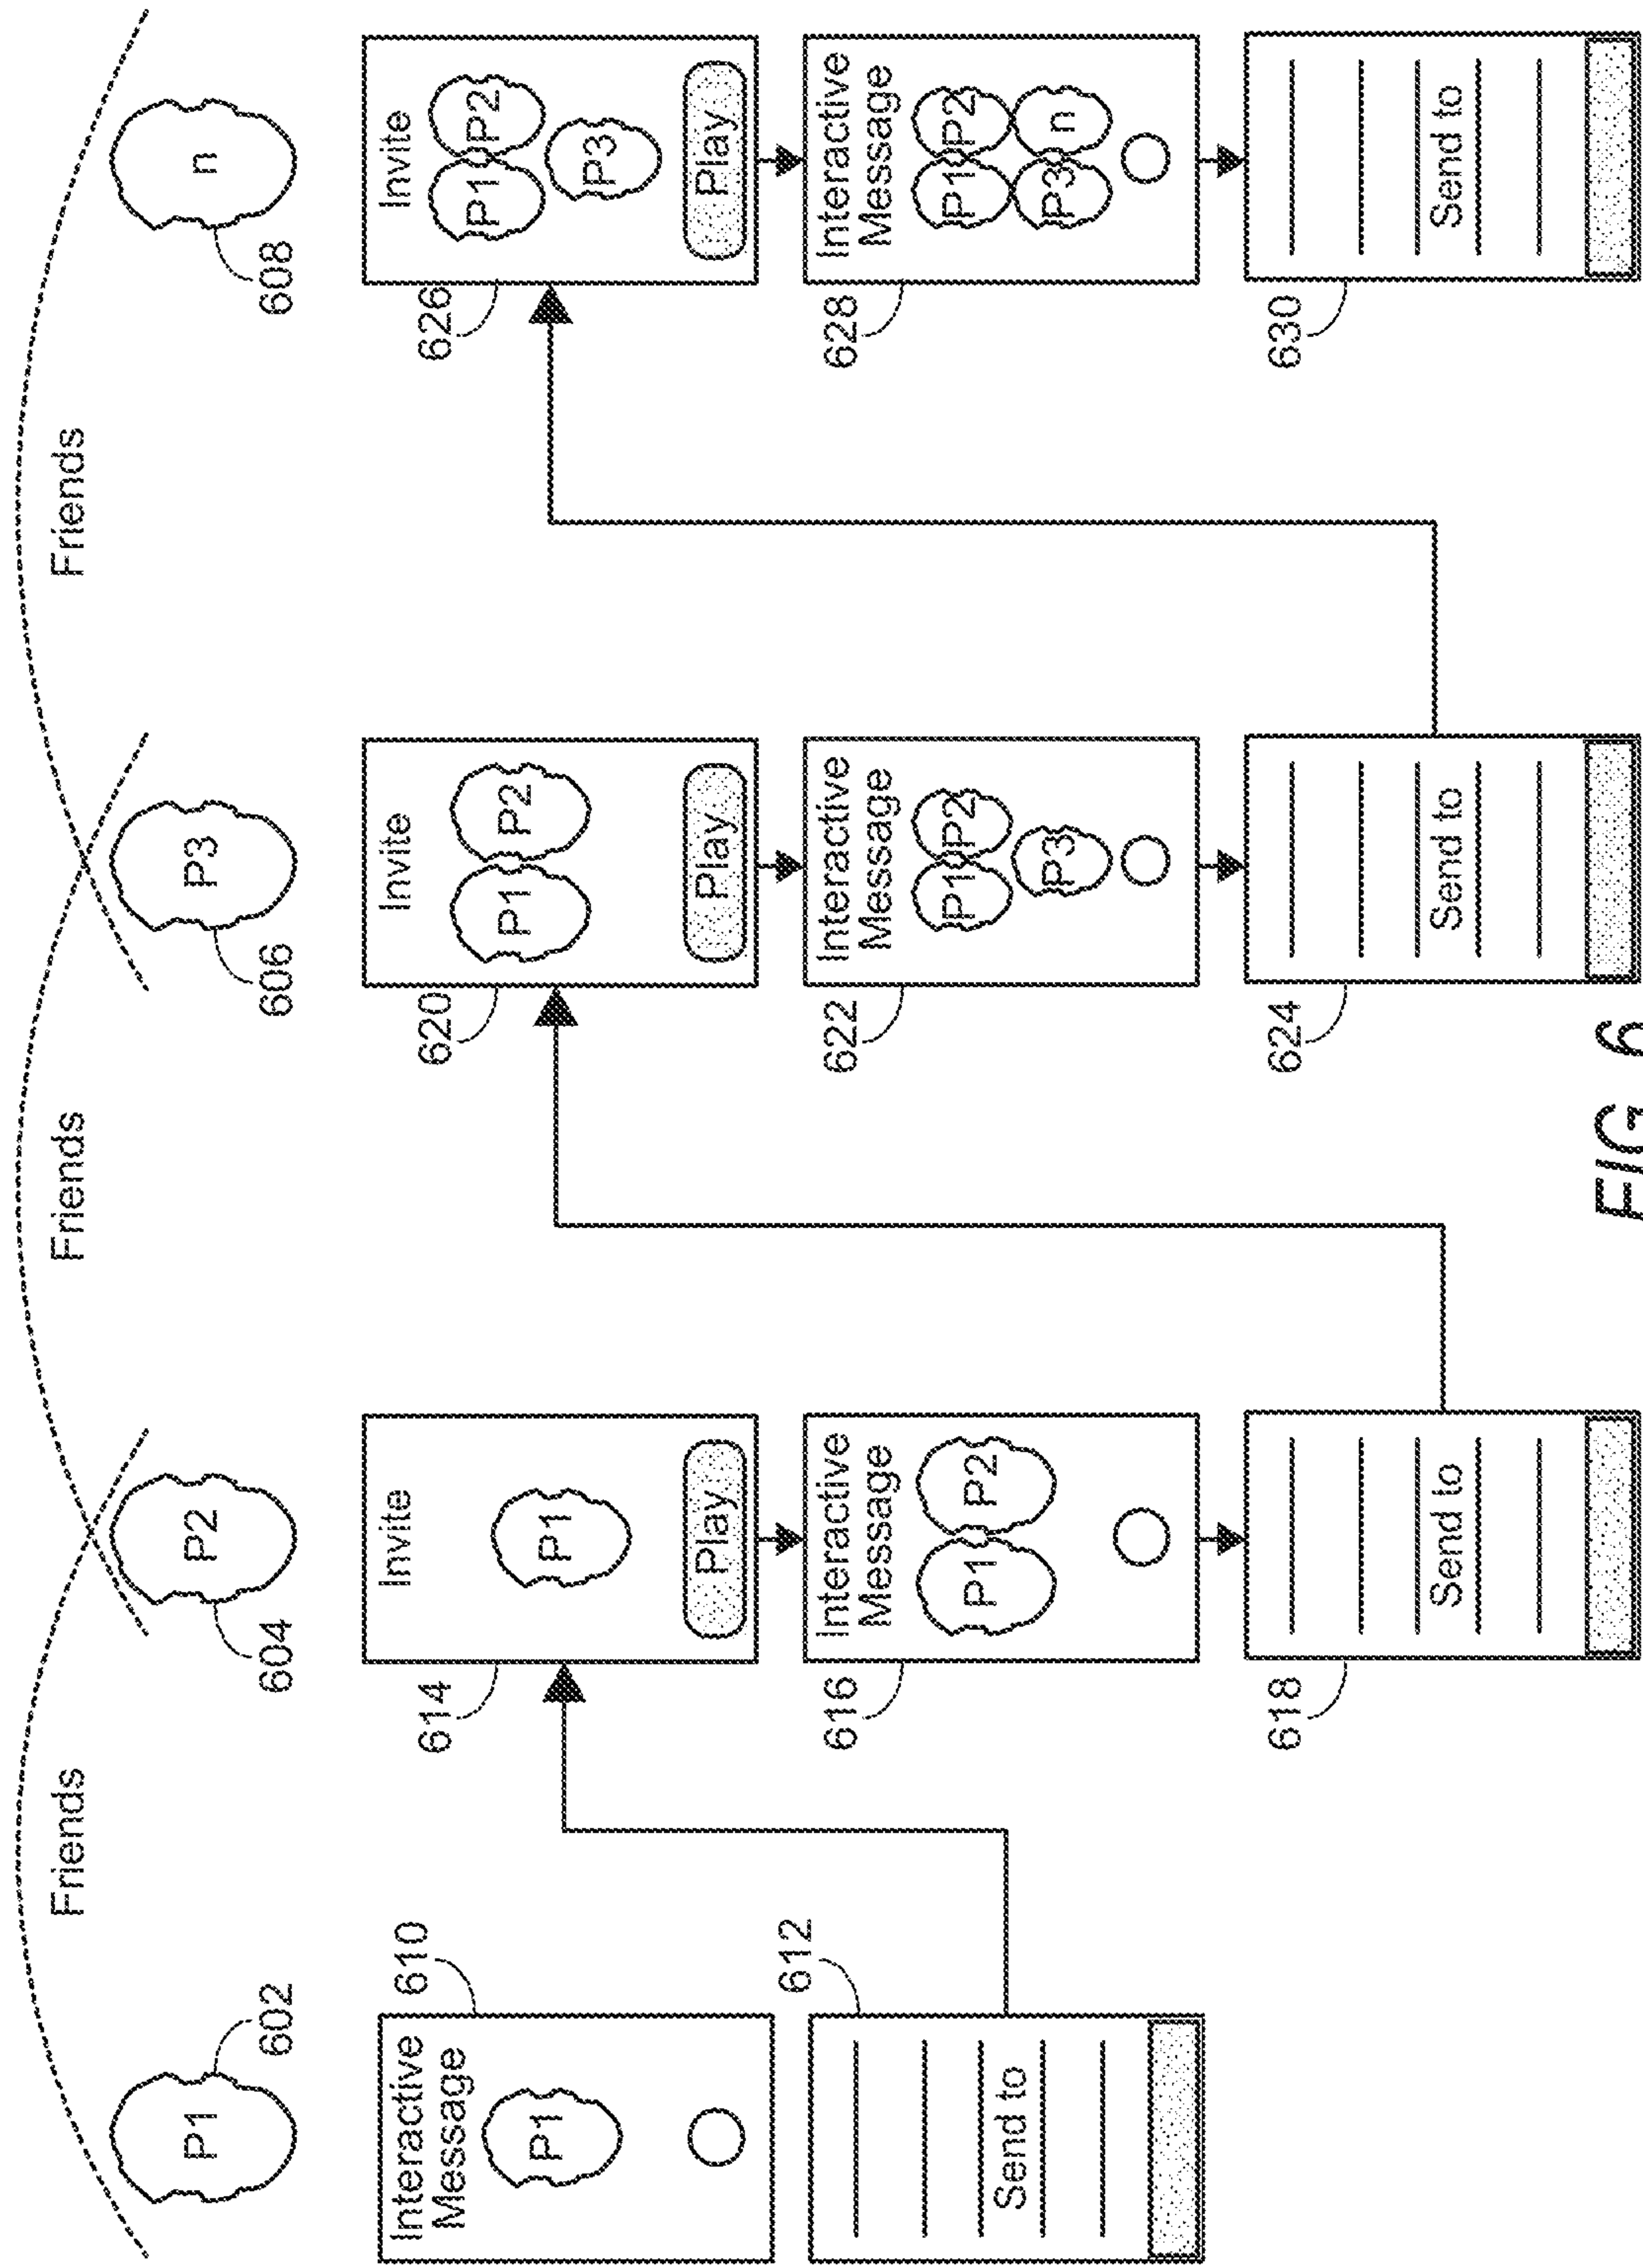 Friends
Friends
Friends
P1
602
P2
604
P3
606
n
608
Interactive
Message
P1
610
Send to
612
Invite
P1
Play
614
Interactive
Message
P1 P2
616
Send to
618
Invite
P1 P2
Play
620
Interactive
Message
P1 P2
P3
622
Send to
624
Invite
P1 P2
P3
Play
626
Interactive
Message
P1 P2
P3 n
628
Send to
630
FIG. 6